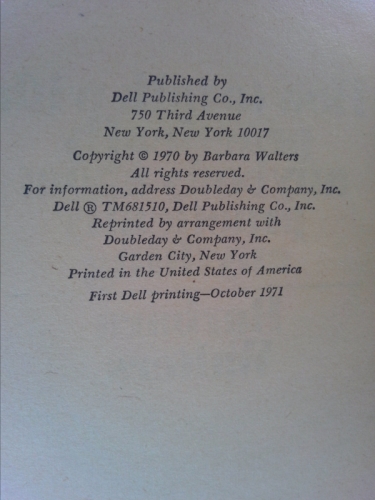 Published by
Dell Publishing Co., Inc.
750 Third Avenue
New York, New York 10017
Copyright © 1970 by Barbara Walters
All rights reserved.
For information, address Doubleday & Company, Inc.
Dell ® TM681510, Dell Publishing Co., Inc.
Reprinted by arrangement with
Doubleday & Company, Inc.
Garden City, New York
Printed in the United States of America
First Dell printing—October 1971